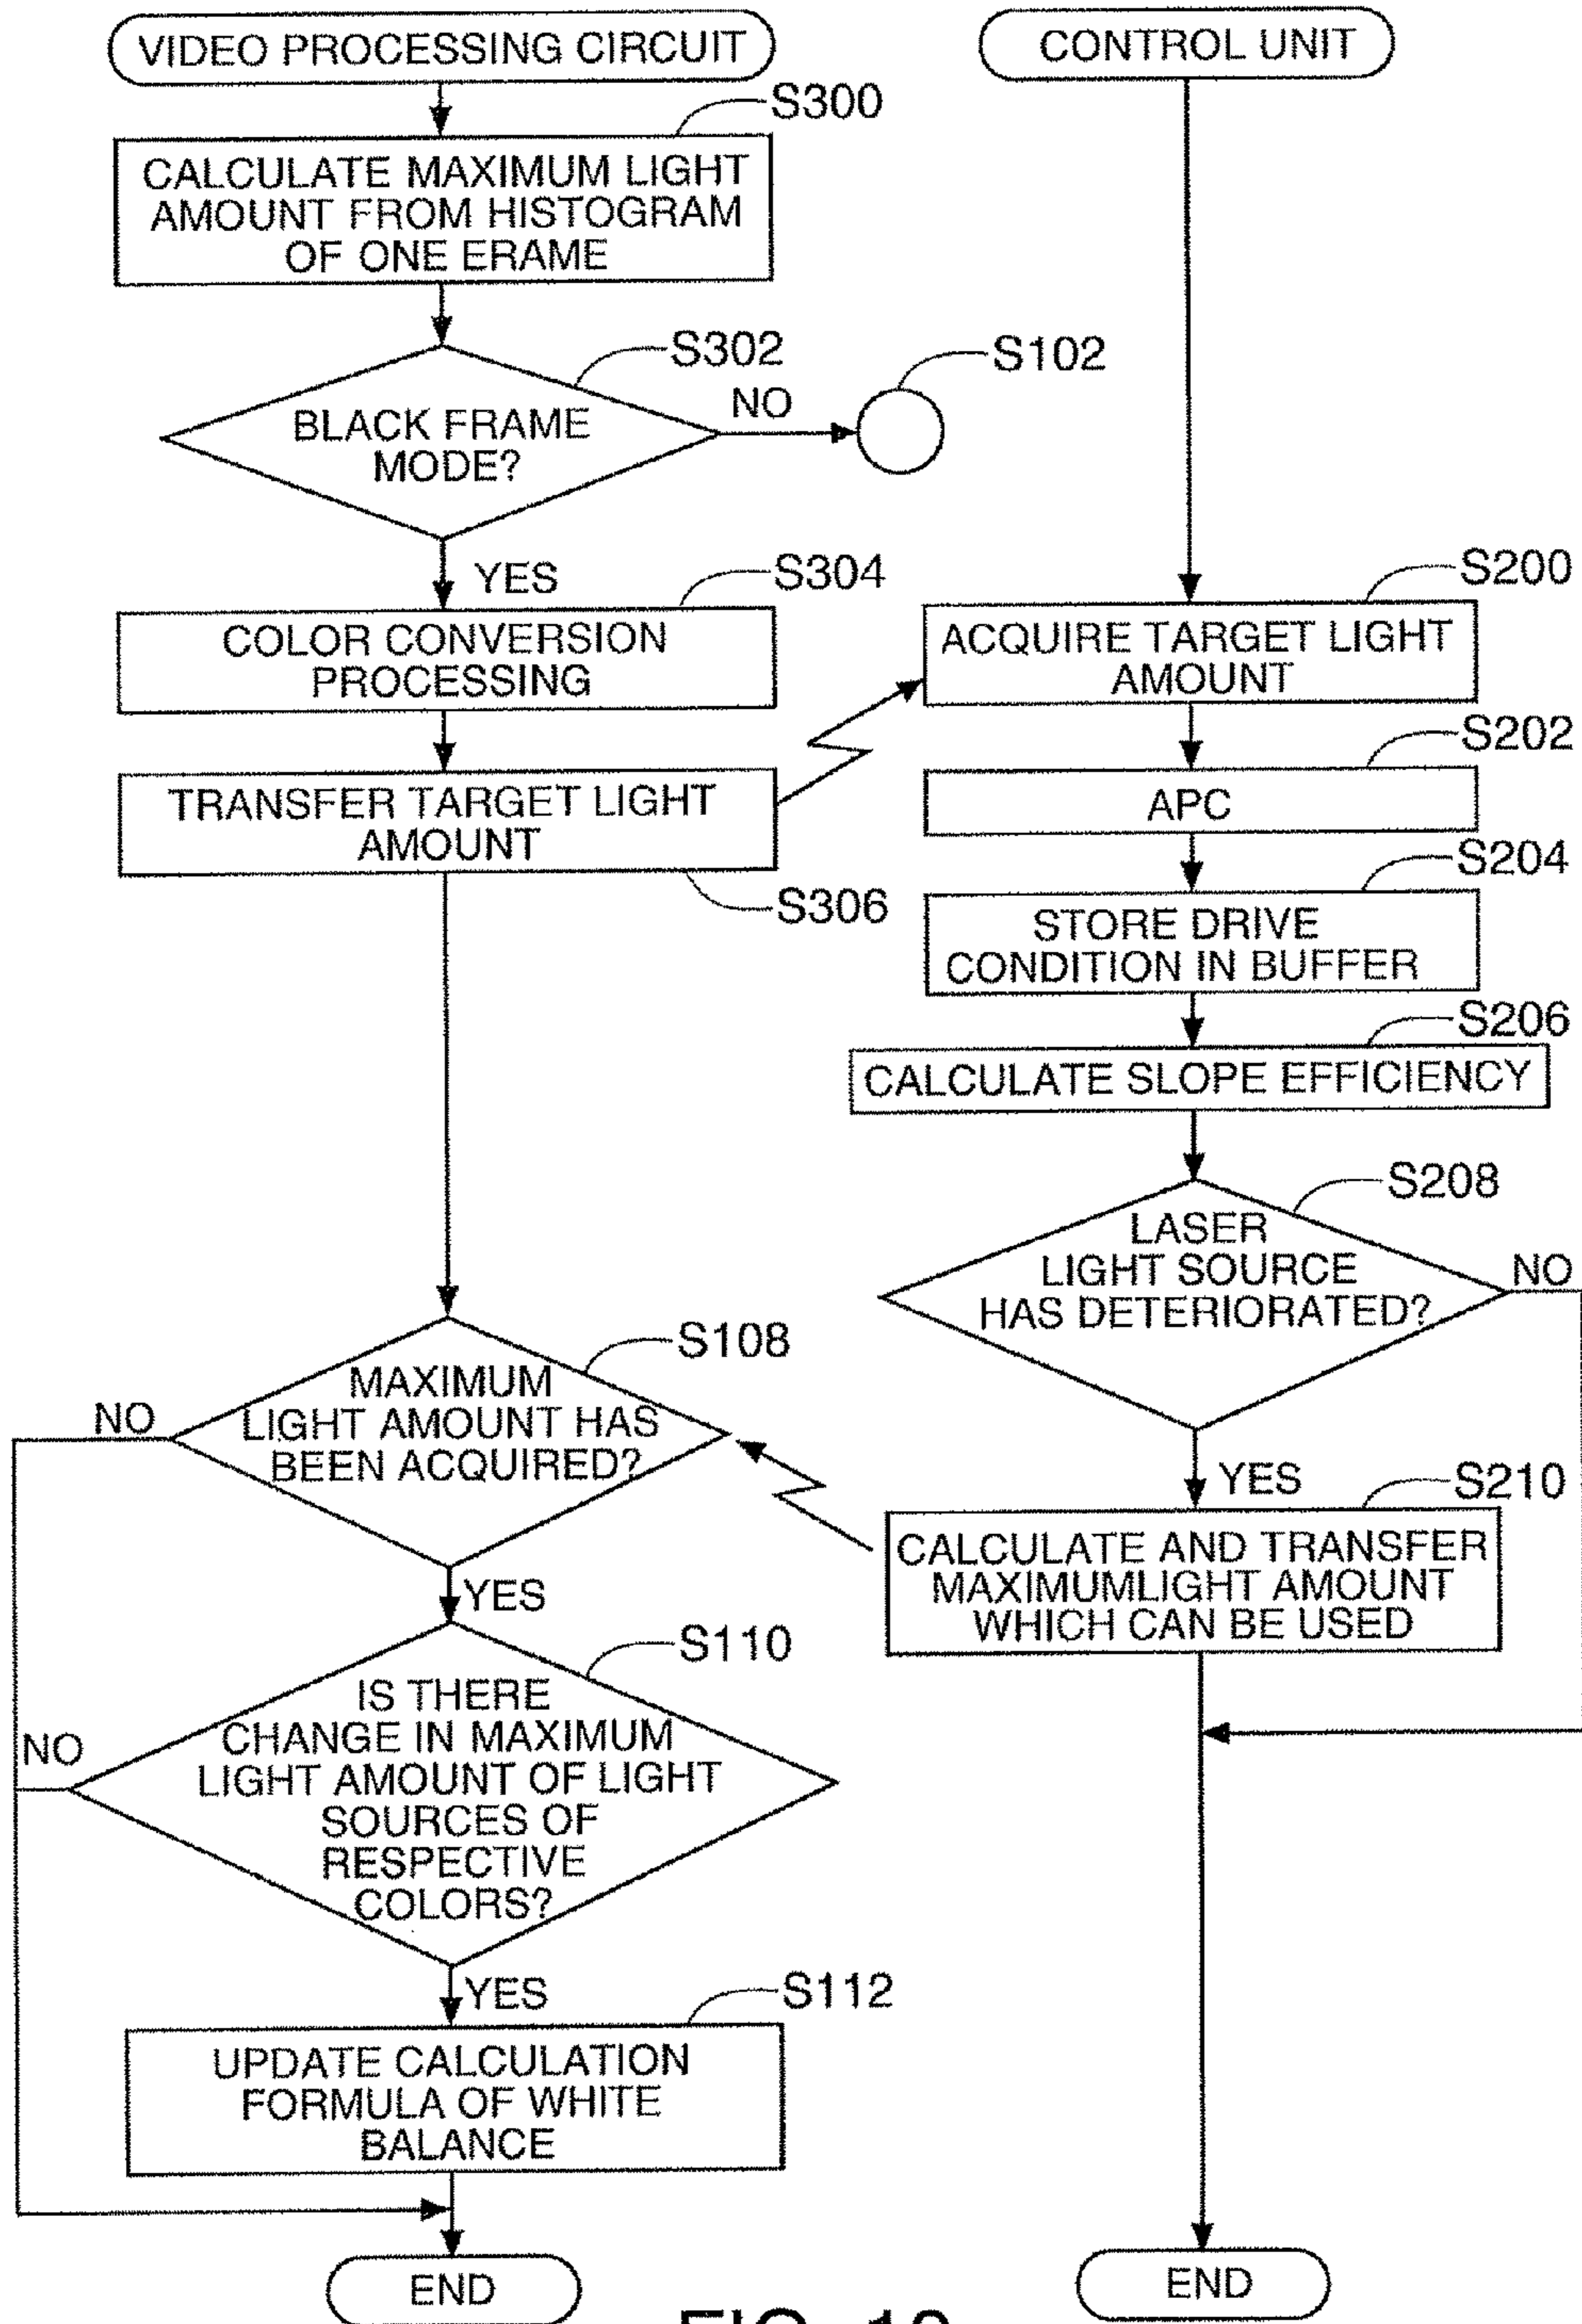 VIDEO PROCESSING CIRCUIT
S300
CALCULATE MAXIMUM LIGHT
AMOUNT FROM HISTOGRAM
OF ONE ERAME
S302
BLACK FRAME
MODE?
NO
S102
YES
S304
COLOR CONVERSION
PROCESSING
TRANSFER TARGET LIGHT
AMOUNT
S306
S108
MAXIMUM
LIGHT AMOUNT HAS
BEEN ACQUIRED?
NO
YES
S110
IS THERE
CHANGE IN MAXIMUM
LIGHT AMOUNT OF LIGHT
SOURCES OF
RESPECTIVE
COLORS?
NO
YES
S112
UPDATE CALCULATION
FORMULA OF WHITE
BALANCE
END
CONTROL UNIT
S200
ACQUIRE TARGET LIGHT
AMOUNT
S202
APC
S204
STORE DRIVE
CONDITION IN BUFFER
S206
CALCULATE SLOPE EFFICIENCY
S208
LASER
LIGHT SOURCE
HAS DETERIORATED?
NO
YES
S210
CALCULATE AND TRANSFER
MAXIMUMLIGHT AMOUNT
WHICH CAN BE USED
END